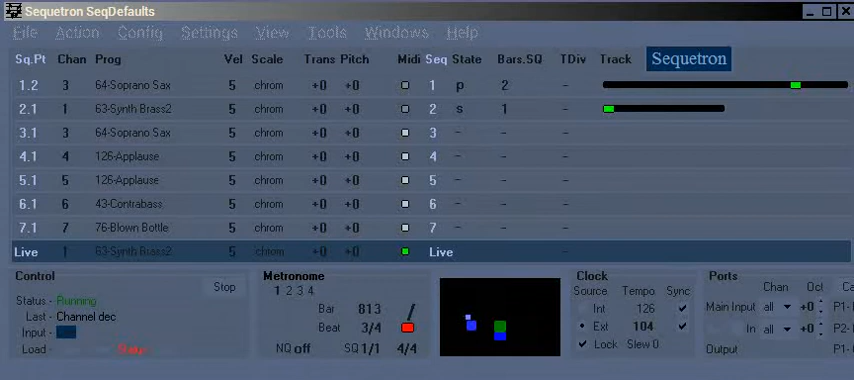 Sequetron SeqDefaults
File Action Config Settings View Tools Windows Help
Sq.Pt Chan Prog Vel Scale Trans Pitch Midi Seq State Bars.SQ TDiv Track Sequetron
1.2 3 64-Soprano Sax 5 chrom +0 +0 1 p 2 -
2.1 1 63-Synth Brass2 5 chrom +0 +0 2 s 1 -
3.1 3 64-Soprano Sax 5 chrom +0 +0 3 - - -
4.1 4 126-Applause 5 chrom +0 +0 4 - - -
5.1 5 126-Applause 5 chrom +0 +0 5 - - -
6.1 6 43-Contrabass 5 chrom +0 +0 6 - - -
7.1 7 76-Blown Bottle 5 chrom +0 +0 7 - - -
Live 1 63-Synth Brass2 5 chrom +0 +0 Live -
Control
Stop
Status - Running
Last - Channel dec
Input -
Load -
Metronome
1 2 3 4
Bar 813 /
Beat 3/4
NQ off SQ 1/1 4/4
Clock
Source Tempo Sync
Int 126
Ext 104
Lock Slew 0
Ports
Chan Oct
Main Input all +0 P1-
In all +0 P2-
Output P1-